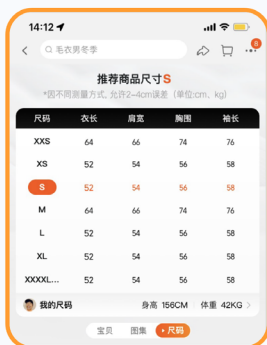 14:12
毛衣男冬季
推荐商品尺寸S
*因不同测量方式,允许2-4cm误差（单位:cm、kg）
尺码 衣长 肩宽 胸围 袖长
XXS 64 66 74 76
XS 52 54 56 58
S 52 54 56 58
M 64 66 74 76
L 52 54 56 58
XL 52 54 56 58
XXXXL... 52 54 56 58
我的尺码 身高 156CM 体重 42KG
宝贝 图集 尺码